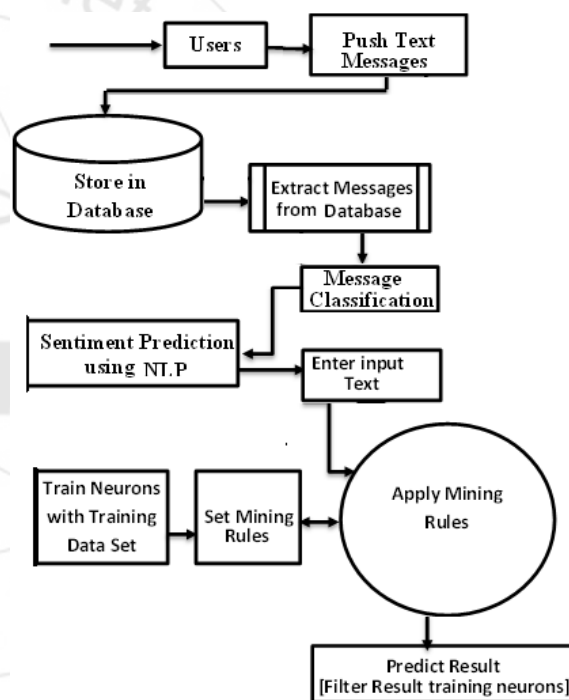 Users
Push Text
Messages
Store in
Database
Extract Messages
from Database
Message
Classification
Sentiment Prediction
using NT.P
Enter input
Text
Train Neurons
with Training
Data Set
Set Mining
Rules
Apply Mining
Rules
Predict Result
[Filter Result training neurons]